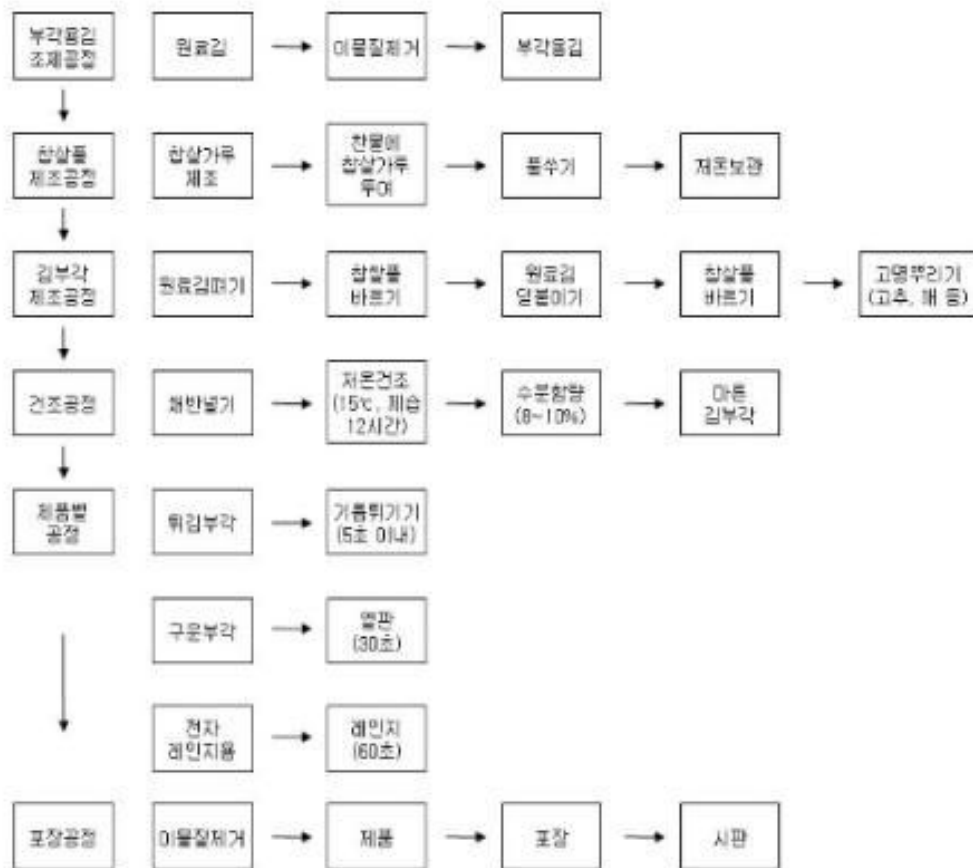 부각용김
조제공정
원료김
이물질제거
부각용김
찹살풀
제조공정
찹살가루
제조
찬물에
찹살가루
투여
풀쑤기
저온보관
김부각
제조공정
원료김떼기
찹쌀풀
바르기
원료김
덧붙이기
찹살풀
바르기
고명뿌리기
(고추, 깨 등)
건조공정
채반널기
저온건조
(15℃, 제습
12시간)
수분함량
(8~10%)
마른
김부각
제품별
공정
튀김부각
기름튀기기
(5초 이내)
구운부각
열판
(30초)
전자
레인지용
레인지
(60초)
포장공정
이물질제거
제품
포장
시판